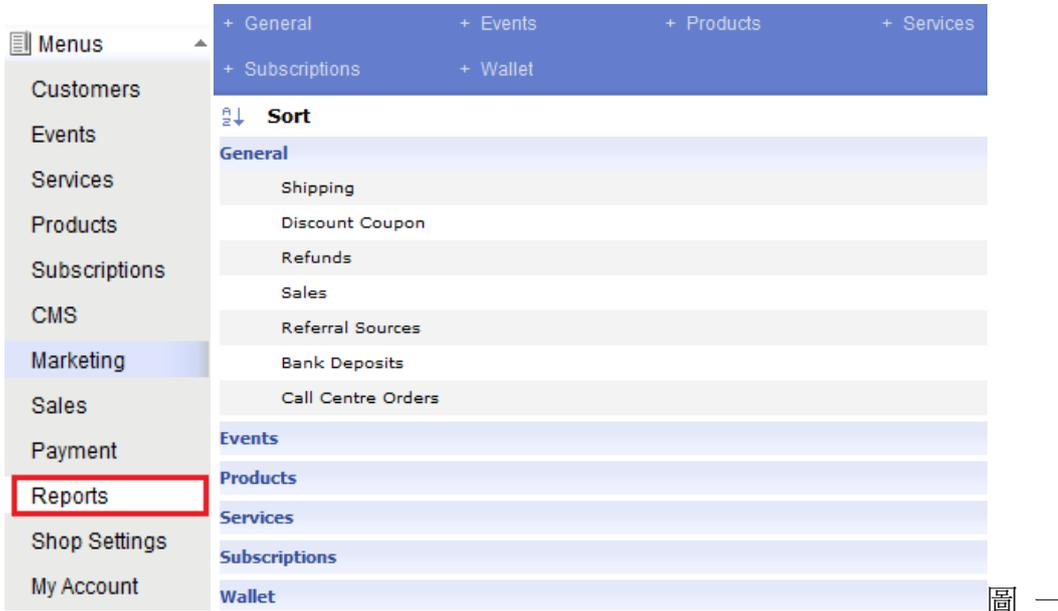 Menus
Customers
Events
Services
Products
Subscriptions
CMS
Marketing
Sales
Payment
Reports
Shop Settings
My Account
+ General + Events + Products + Services
+ Subscriptions + Wallet
Sort
General
Shipping
Discount Coupon
Refunds
Sales
Referral Sources
Bank Deposits
Call Centre Orders
Events
Products
Services
Subscriptions
Wallet
圖 一